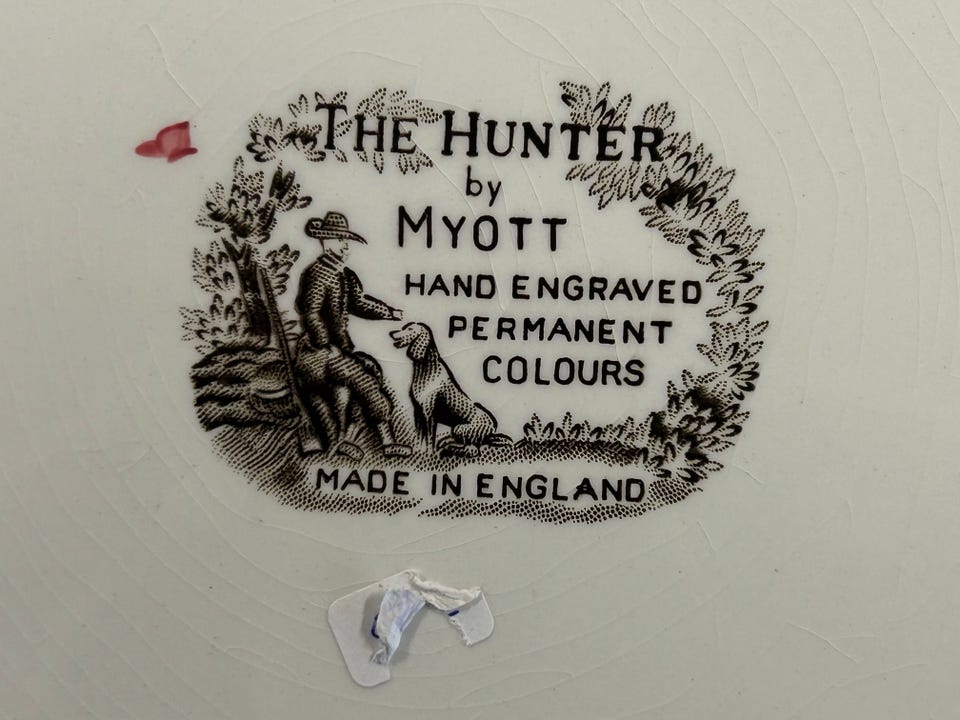 THE HUNTER
by
MYOTT
HAND ENGRAVED
PERMANENT
COLOURS
MADE IN ENGLAND